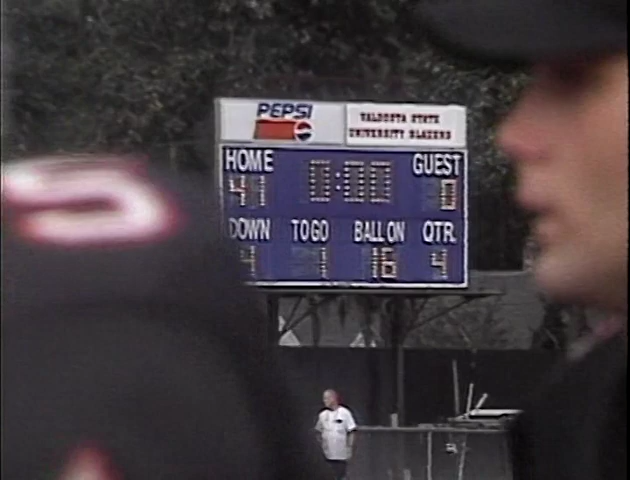 PEPSI
VALDOSTA STATE
UNIVERSITY BLAZERS
HOME 0:00 GUEST
41 0
DOWN TO GO BALL ON QTR.
4 1 16 4
S